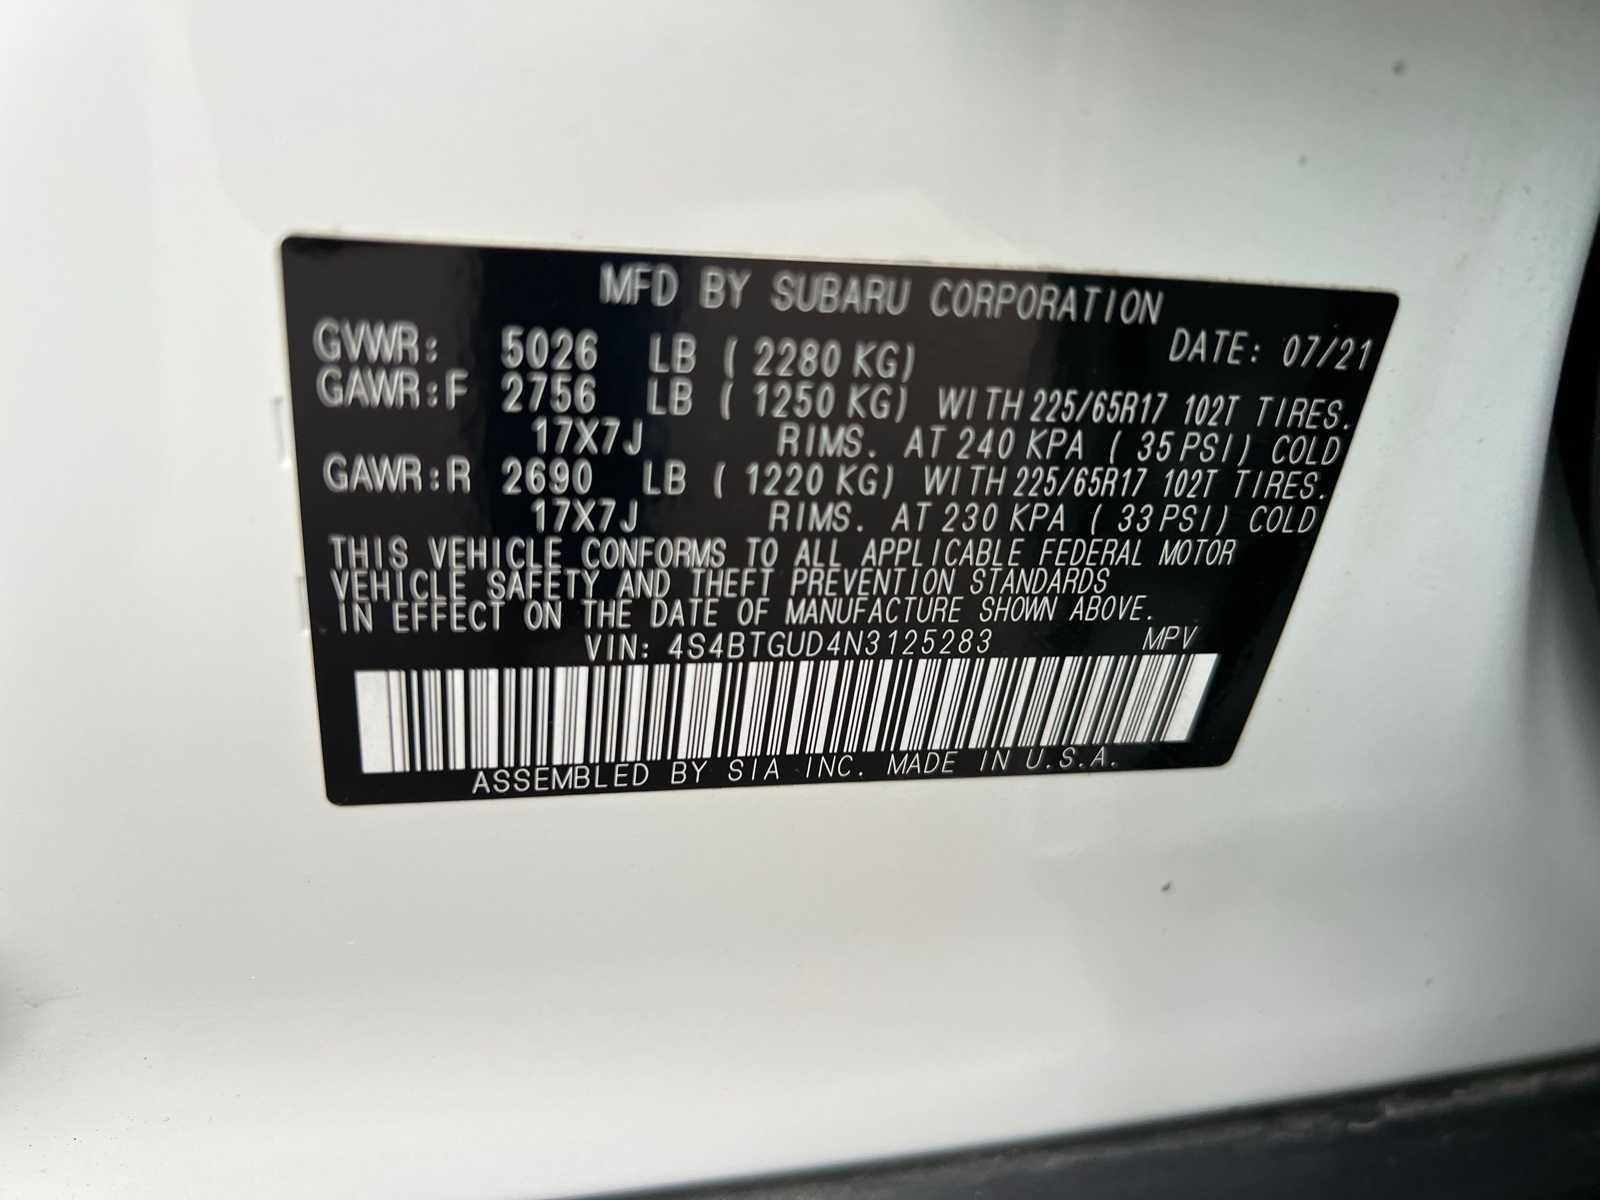 MFD BY SUBARU CORPORATION
GVWR: 5026 LB ( 2280 KG) DATE: 07/21
GAWR:F 2756 LB ( 1250 KG) WITH 225/65R17 102T TIRES.
17X7J RIMS. AT 240 KPA ( 35 PSI) COLD
GAWR:R 2690 LB ( 1220 KG) WITH 225/65R17 102T TIRES.
17X7J RIMS. AT 230 KPA ( 33 PSI) COLD
THIS VEHICLE CONFORMS TO ALL APPLICABLE FEDERAL MOTOR
VEHICLE SAFETY AND THEFT PREVENTION STANDARDS
IN EFFECT ON THE DATE OF MANUFACTURE SHOWN ABOVE.
VIN: 4S4BTGUD4N3125283 MPV
ASSEMBLED BY SIA INC. MADE IN U.S.A.